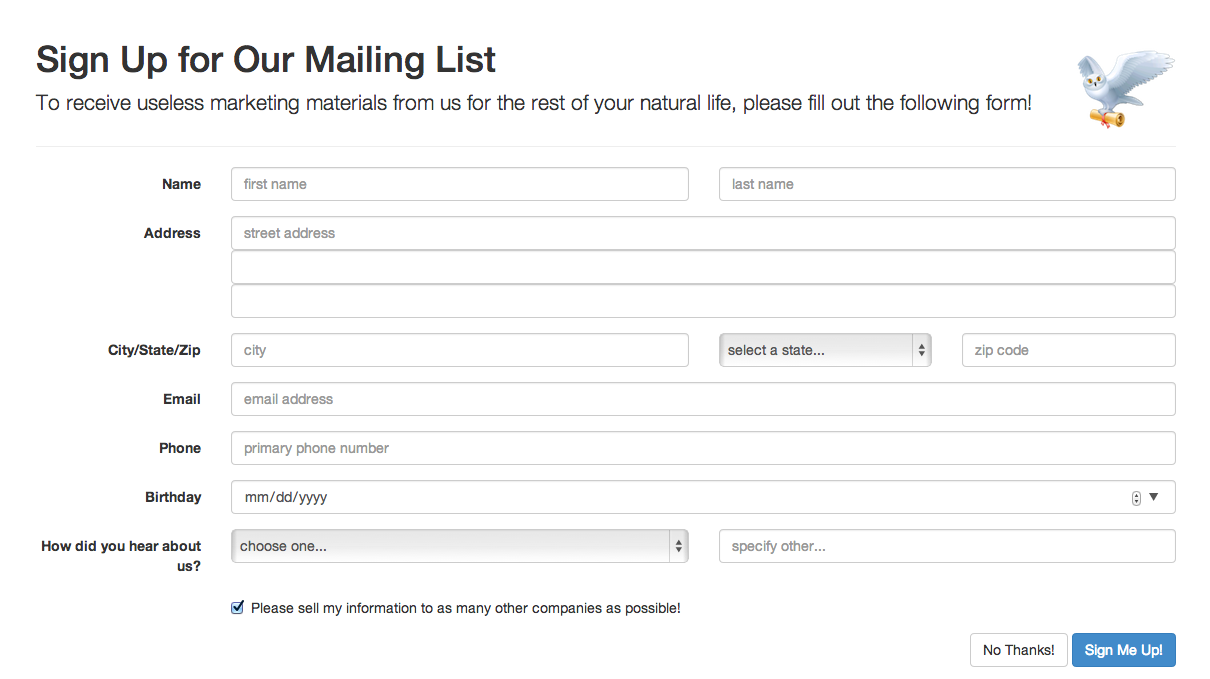 Sign Up for Our Mailing List
To receive useless marketing materials from us for the rest of your natural life, please fill out the following form!
Name first name last name
Address street address
City/State/Zip city select a state... zip code
Email email address
Phone primary phone number
Birthday mm/dd/yyyy
How did you hear about choose one... specify other...
us?
Please sell my information to as many other companies as possible!
No Thanks! Sign Me Up!